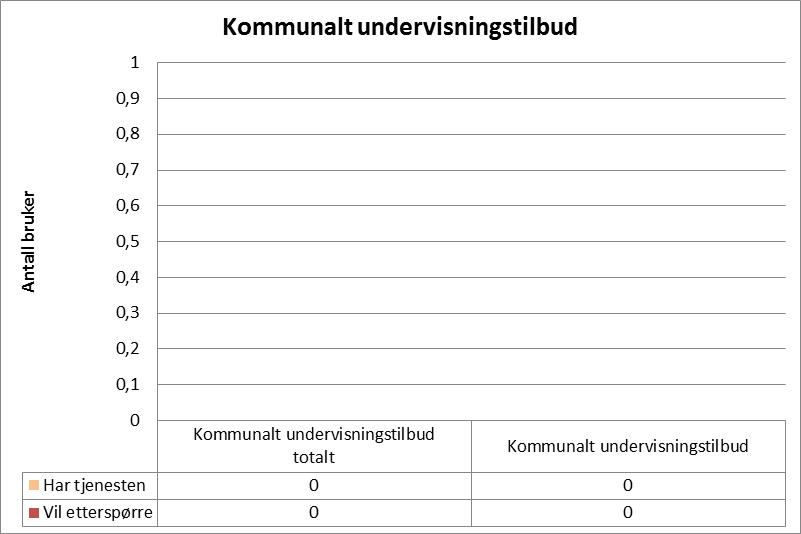 Kommunalt undervisningstilbud
1
0,9
0,8
0,7
0,6
0,5
0,4
0,3
0,2
0,1
0
Antall bruker
Kommunalt undervisningstilbud
totalt
Kommunalt undervisningstilbud
Har tjenesten 0 0
Vil etterspørre 0 0